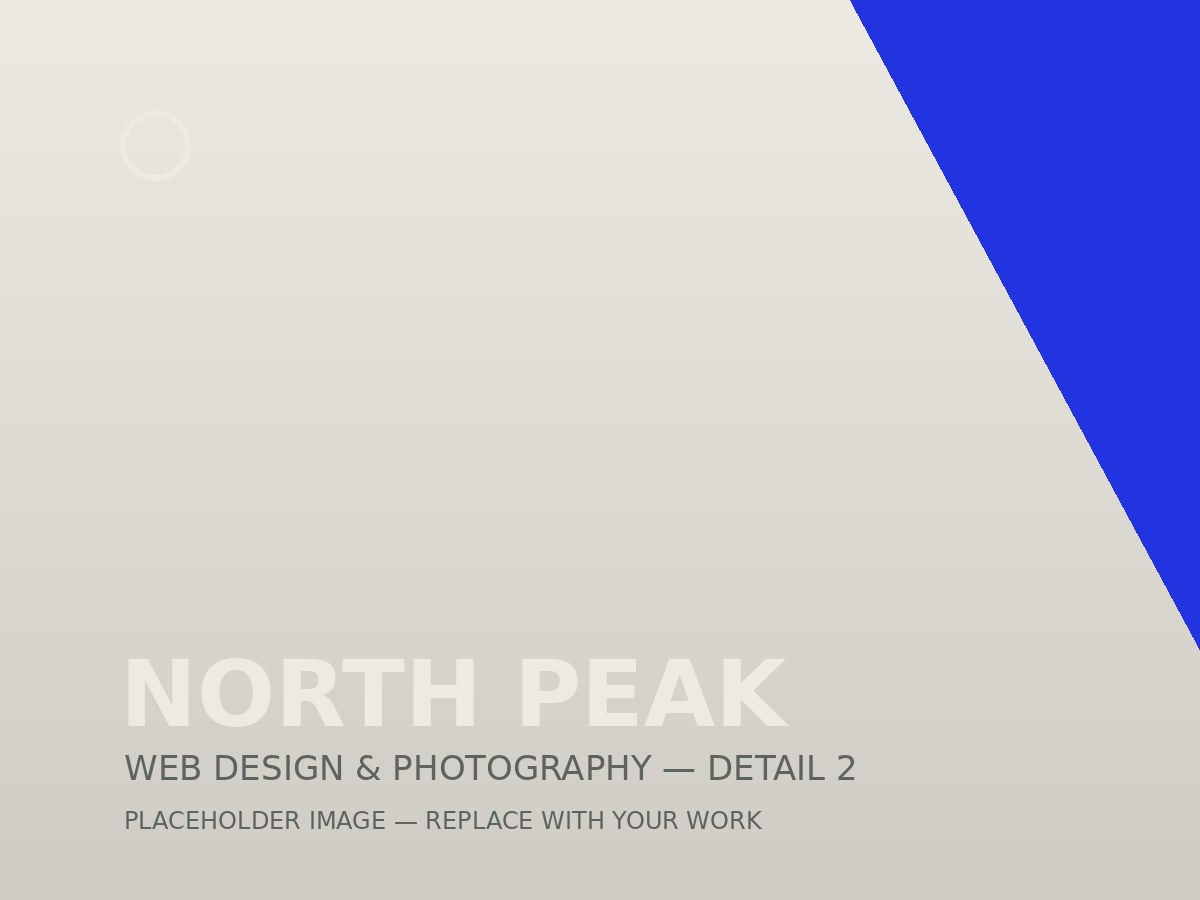 NORTH PEAK
WEB DESIGN & PHOTOGRAPHY — DETAIL 2
PLACEHOLDER IMAGE — REPLACE WITH YOUR WORK